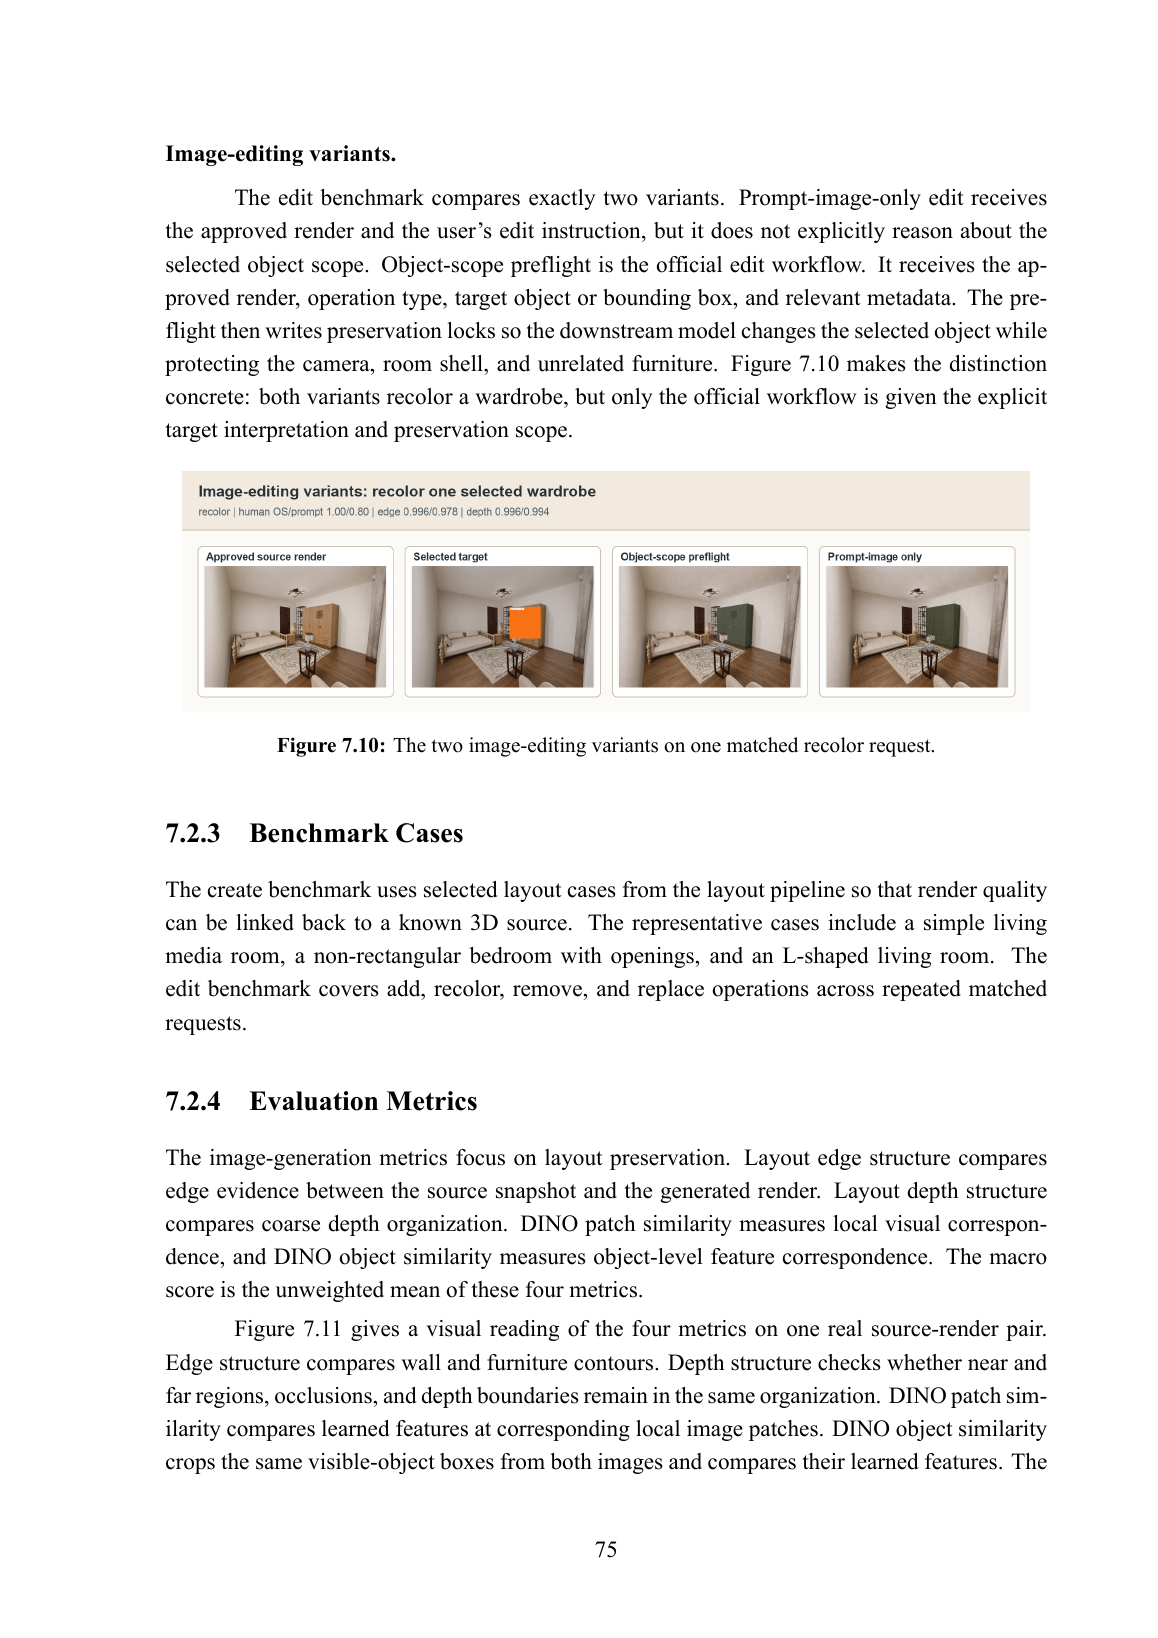 Image-editing variants.
The edit benchmark compares exactly two variants. Prompt-image-only edit receives
the approved render and the user’s edit instruction, but it does not explicitly reason about the
selected object scope. Object-scope preflight is the official edit workflow. It receives the ap-
proved render, operation type, target object or bounding box, and relevant metadata. The pre-
flight then writes preservation locks so the downstream model changes the selected object while
protecting the camera, room shell, and unrelated furniture. Figure 7.10 makes the distinction
concrete: both variants recolor a wardrobe, but only the official workflow is given the explicit
target interpretation and preservation scope.
Image-editing variants: recolor one selected wardrobe
recolor | human OS/prompt 1.00/0.80 | edge 0.996/0.978 | depth 0.996/0.994
Approved source render
Selected target
Object-scope preflight
Prompt-image only
Figure 7.10: The two image-editing variants on one matched recolor request.
7.2.3 Benchmark Cases
The create benchmark uses selected layout cases from the layout pipeline so that render quality
can be linked back to a known 3D source. The representative cases include a simple living
media room, a non-rectangular bedroom with openings, and an L-shaped living room. The
edit benchmark covers add, recolor, remove, and replace operations across repeated matched
requests.
7.2.4 Evaluation Metrics
The image-generation metrics focus on layout preservation. Layout edge structure compares
edge evidence between the source snapshot and the generated render. Layout depth structure
compares coarse depth organization. DINO patch similarity measures local visual correspon-
dence, and DINO object similarity measures object-level feature correspondence. The macro
score is the unweighted mean of these four metrics.
Figure 7.11 gives a visual reading of the four metrics on one real source-render pair.
Edge structure compares wall and furniture contours. Depth structure checks whether near and
far regions, occlusions, and depth boundaries remain in the same organization. DINO patch sim-
ilarity compares learned features at corresponding local image patches. DINO object similarity
crops the same visible-object boxes from both images and compares their learned features. The
75